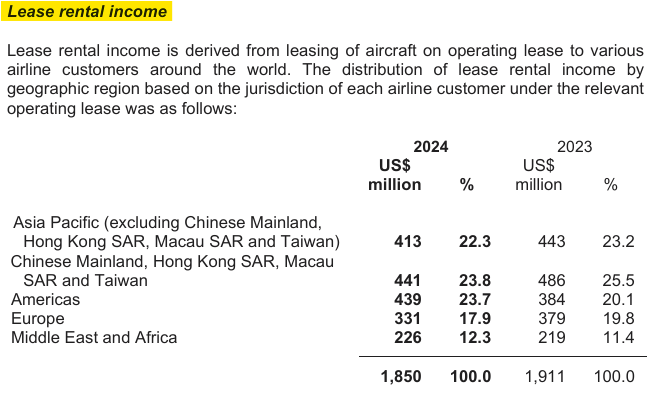 Lease rental income
Lease rental income is derived from leasing of aircraft on operating lease to various
airline customers around the world. The distribution of lease rental income by
geographic region based on the jurisdiction of each airline customer under the relevant
operating lease was as follows:
2024 2023
US$ US$
million % million %
Asia Pacific (excluding Chinese Mainland,
Hong Kong SAR, Macau SAR and Taiwan) 413 22.3 443 23.2
Chinese Mainland, Hong Kong SAR, Macau
SAR and Taiwan 441 23.8 486 25.5
Americas 439 23.7 384 20.1
Europe 331 17.9 379 19.8
Middle East and Africa 226 12.3 219 11.4
1,850 100.0 1,911 100.0